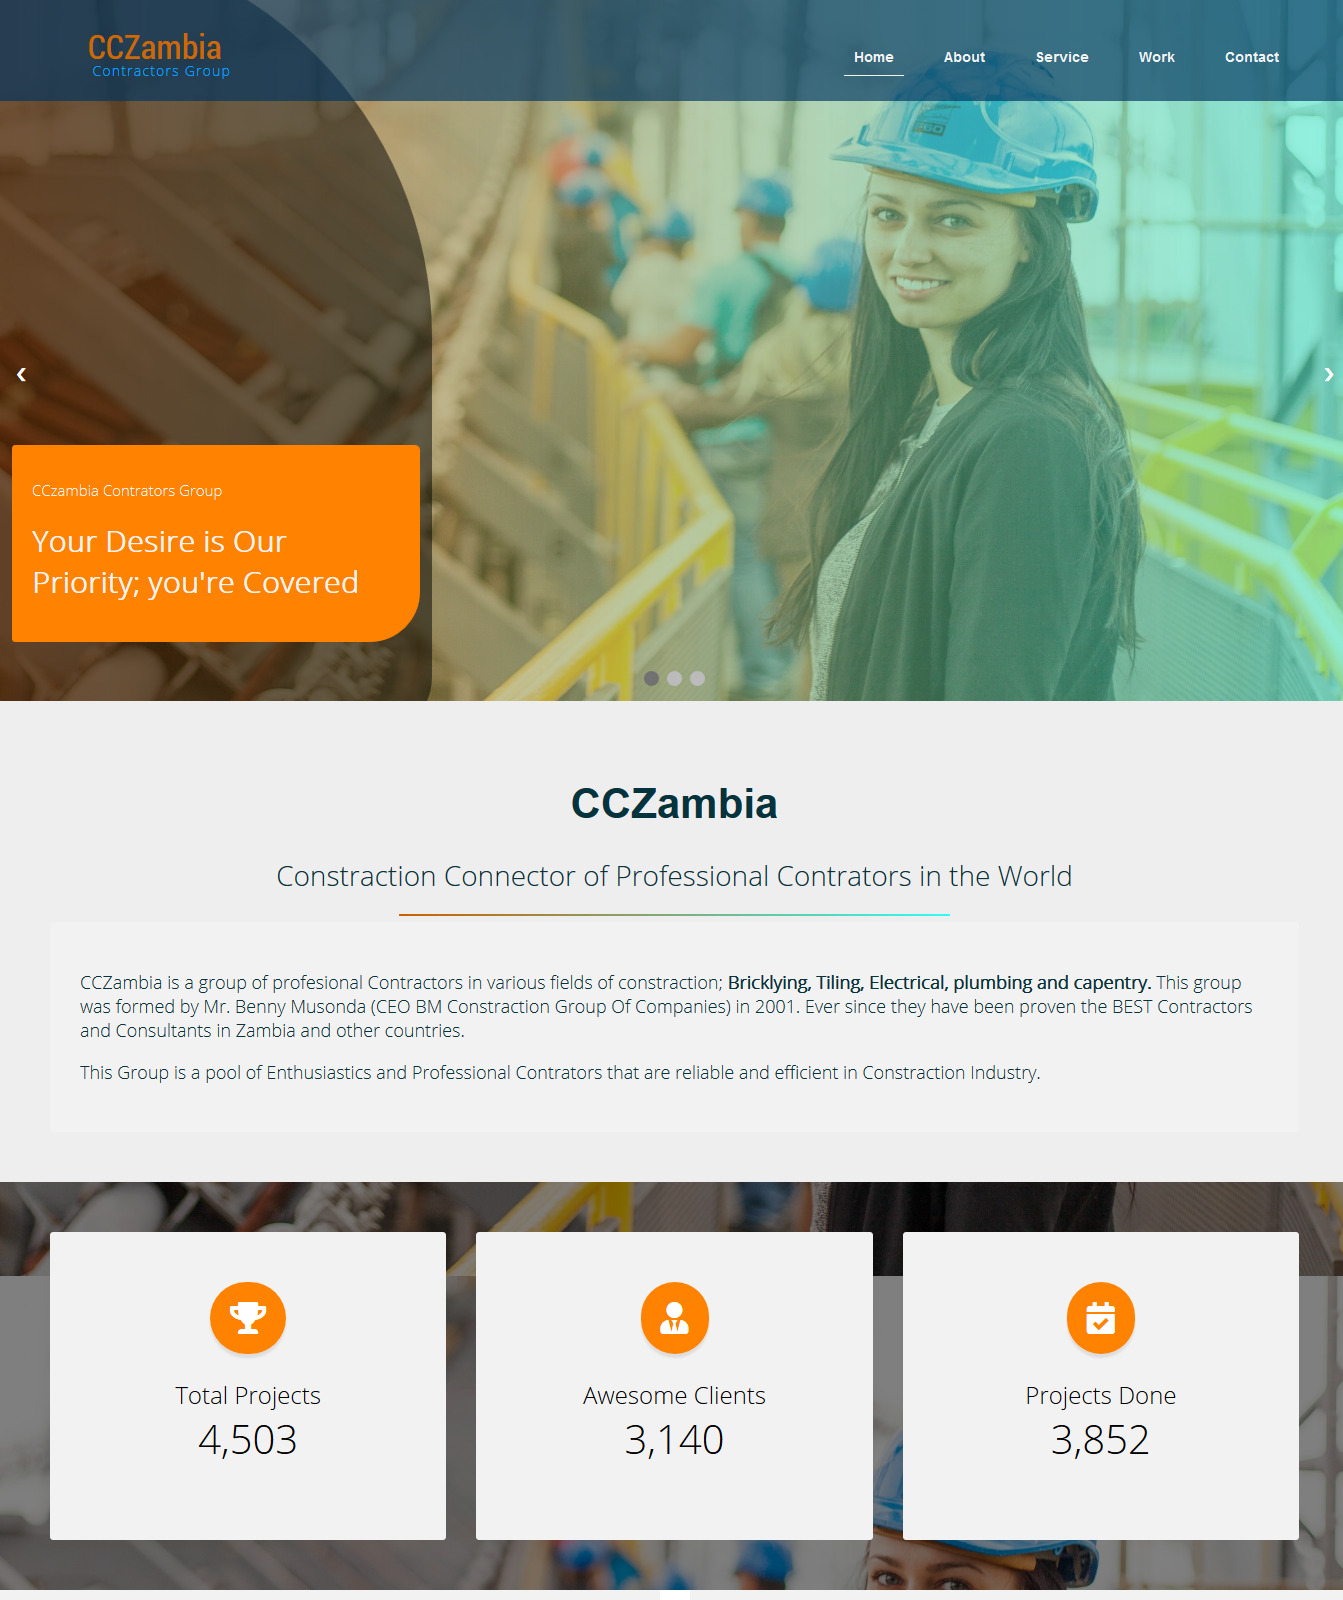 CCZambia
Contractors Group
Home About Service Work Contact
CCzambia Contrators Group
Your Desire is Our
Priority; you're Covered
CCZambia
Constraction Connector of Professional Contrators in the World
CCZambia is a group of profesional Contractors in various fields of constraction; Bricklying, Tiling, Electrical, plumbing and capentry. This group
was formed by Mr. Benny Musonda (CEO BM Constraction Group Of Companies) in 2001. Ever since they have been proven the BEST Contractors
and Consultants in Zambia and other countries.
This Group is a pool of Enthusiastics and Professional Contrators that are reliable and efficient in Constraction Industry.
Total Projects
4,503
Awesome Clients
3,140
Projects Done
3,852